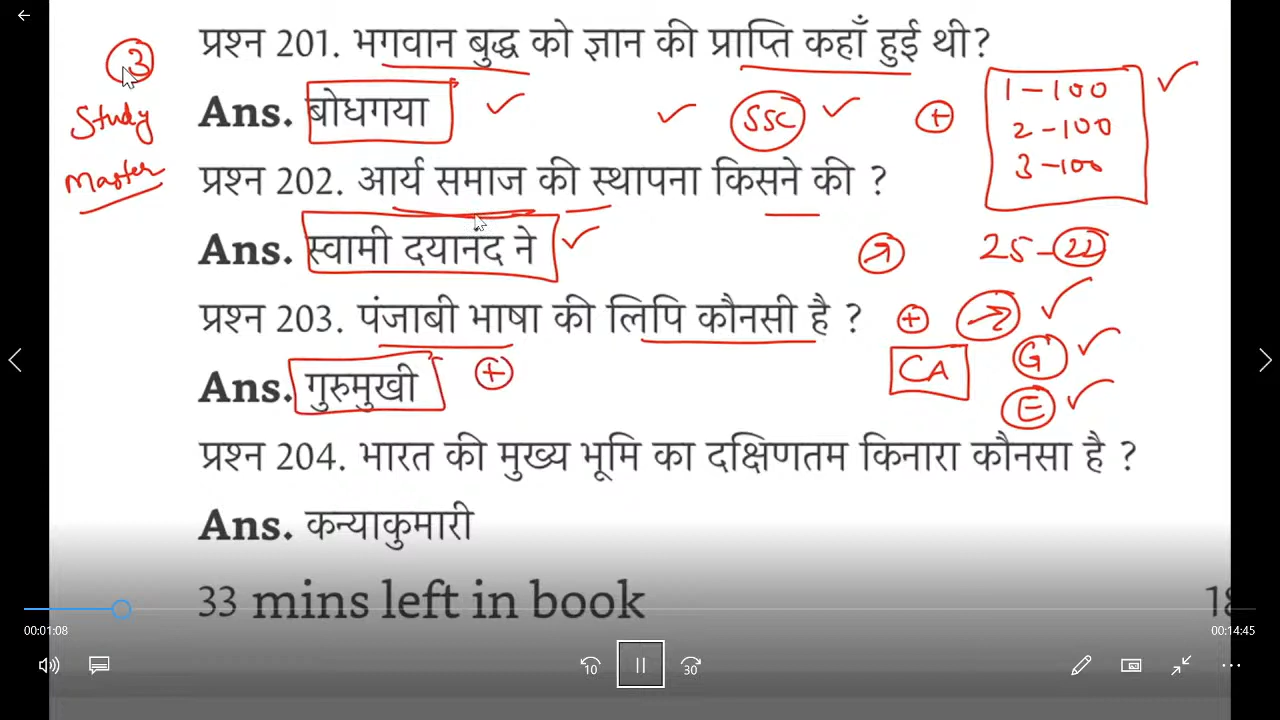 प्रश्न 201. भगवान बुद्ध को ज्ञान की प्राप्ति कहाँ हुई थी?
3
Study
Master
Ans. बोधगया
SSC
+
1-100
2-100
3-100
प्रश्न 202. आर्य समाज की स्थापना किसने की ?
Ans. स्वामी दयानंद ने
25-22
प्रश्न 203. पंजाबी भाषा की लिपि कौनसी है ?
+
CA
G
E
Ans. गुरुमुखी
+
प्रश्न 204. भारत की मुख्य भूमि का दक्षिणतम किनारा कौनसा है ?
Ans. कन्याकुमारी
33 mins left in book
18
00:01:08
00:14:45
10
30